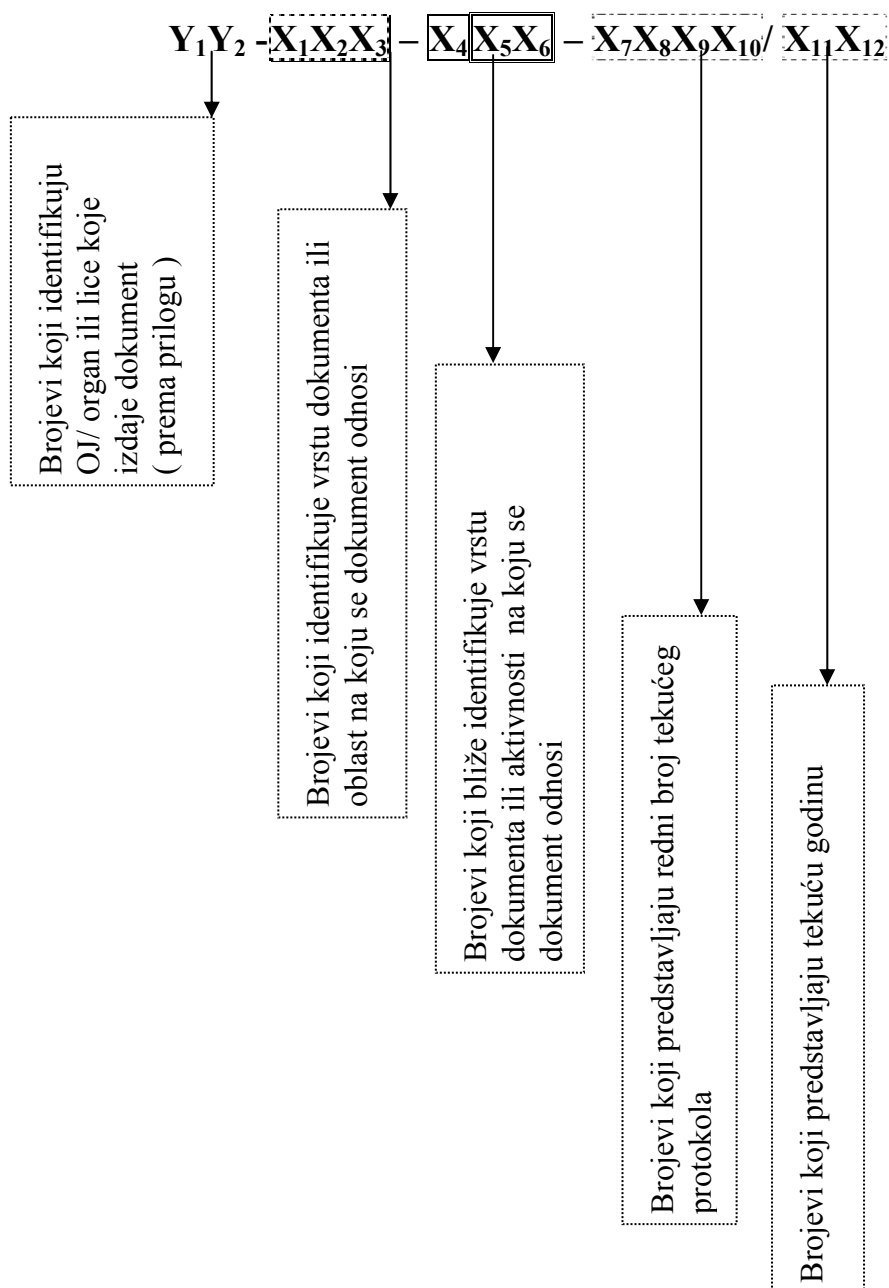 Y₁Y₂ - X₁X₂X₃ – X₄ X₅X₆ – X₇X₈X₉X₁₀/ X₁₁X₁₂
Brojevi koji identifikuju
OJ/ organ ili lice koje
izdaje dokument
( prema prilogu )
Brojevi koji identifikuje vrstu dokumenta ili
oblast na koju se dokument odnosi
Brojevi koji bliže identifikuje vrstu
dokumenta ili aktivnosti na koju se
dokument odnosi
Brojevi koji predstavljaju redni broj tekućeg
protokola
Brojevi koji predstavljaju tekuću godinu